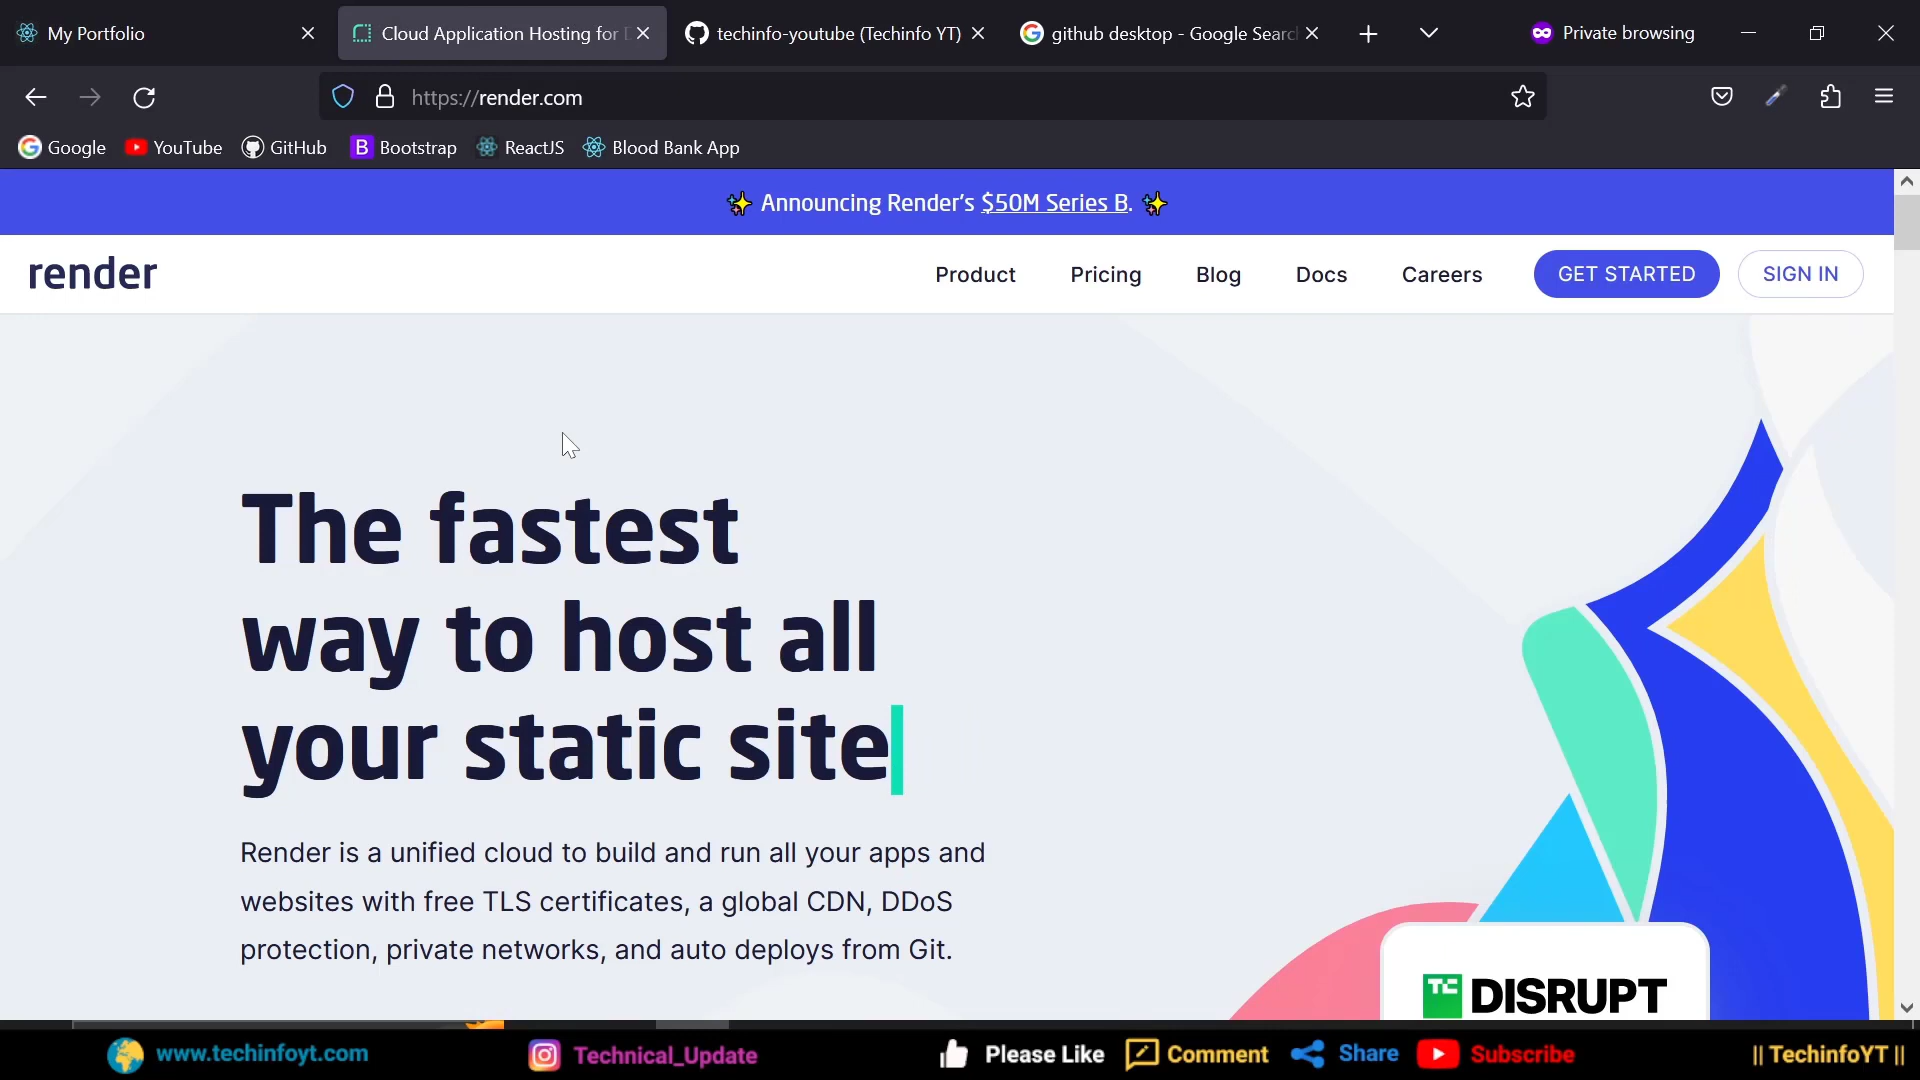 My Portfolio
Cloud Application Hosting for
techinfo-youtube (Techinfo YT)
github desktop - Google Search
Private browsing
https://render.com
Google
YouTube
GitHub
B Bootstrap
ReactJS
Blood Bank App
✨ Announcing Render's $50M Series B. ✨
render
Product
Pricing
Blog
Docs
Careers
GET STARTED
SIGN IN
The fastest
way to host all
your static site
Render is a unified cloud to build and run all your apps and
websites with free TLS certificates, a global CDN, DDoS
protection, private networks, and auto deploys from Git.
TC DISRUPT
www.techinfoyt.com
Technical_Update
Please Like
Comment
Share
Subscribe
|| TechinfoYT ||